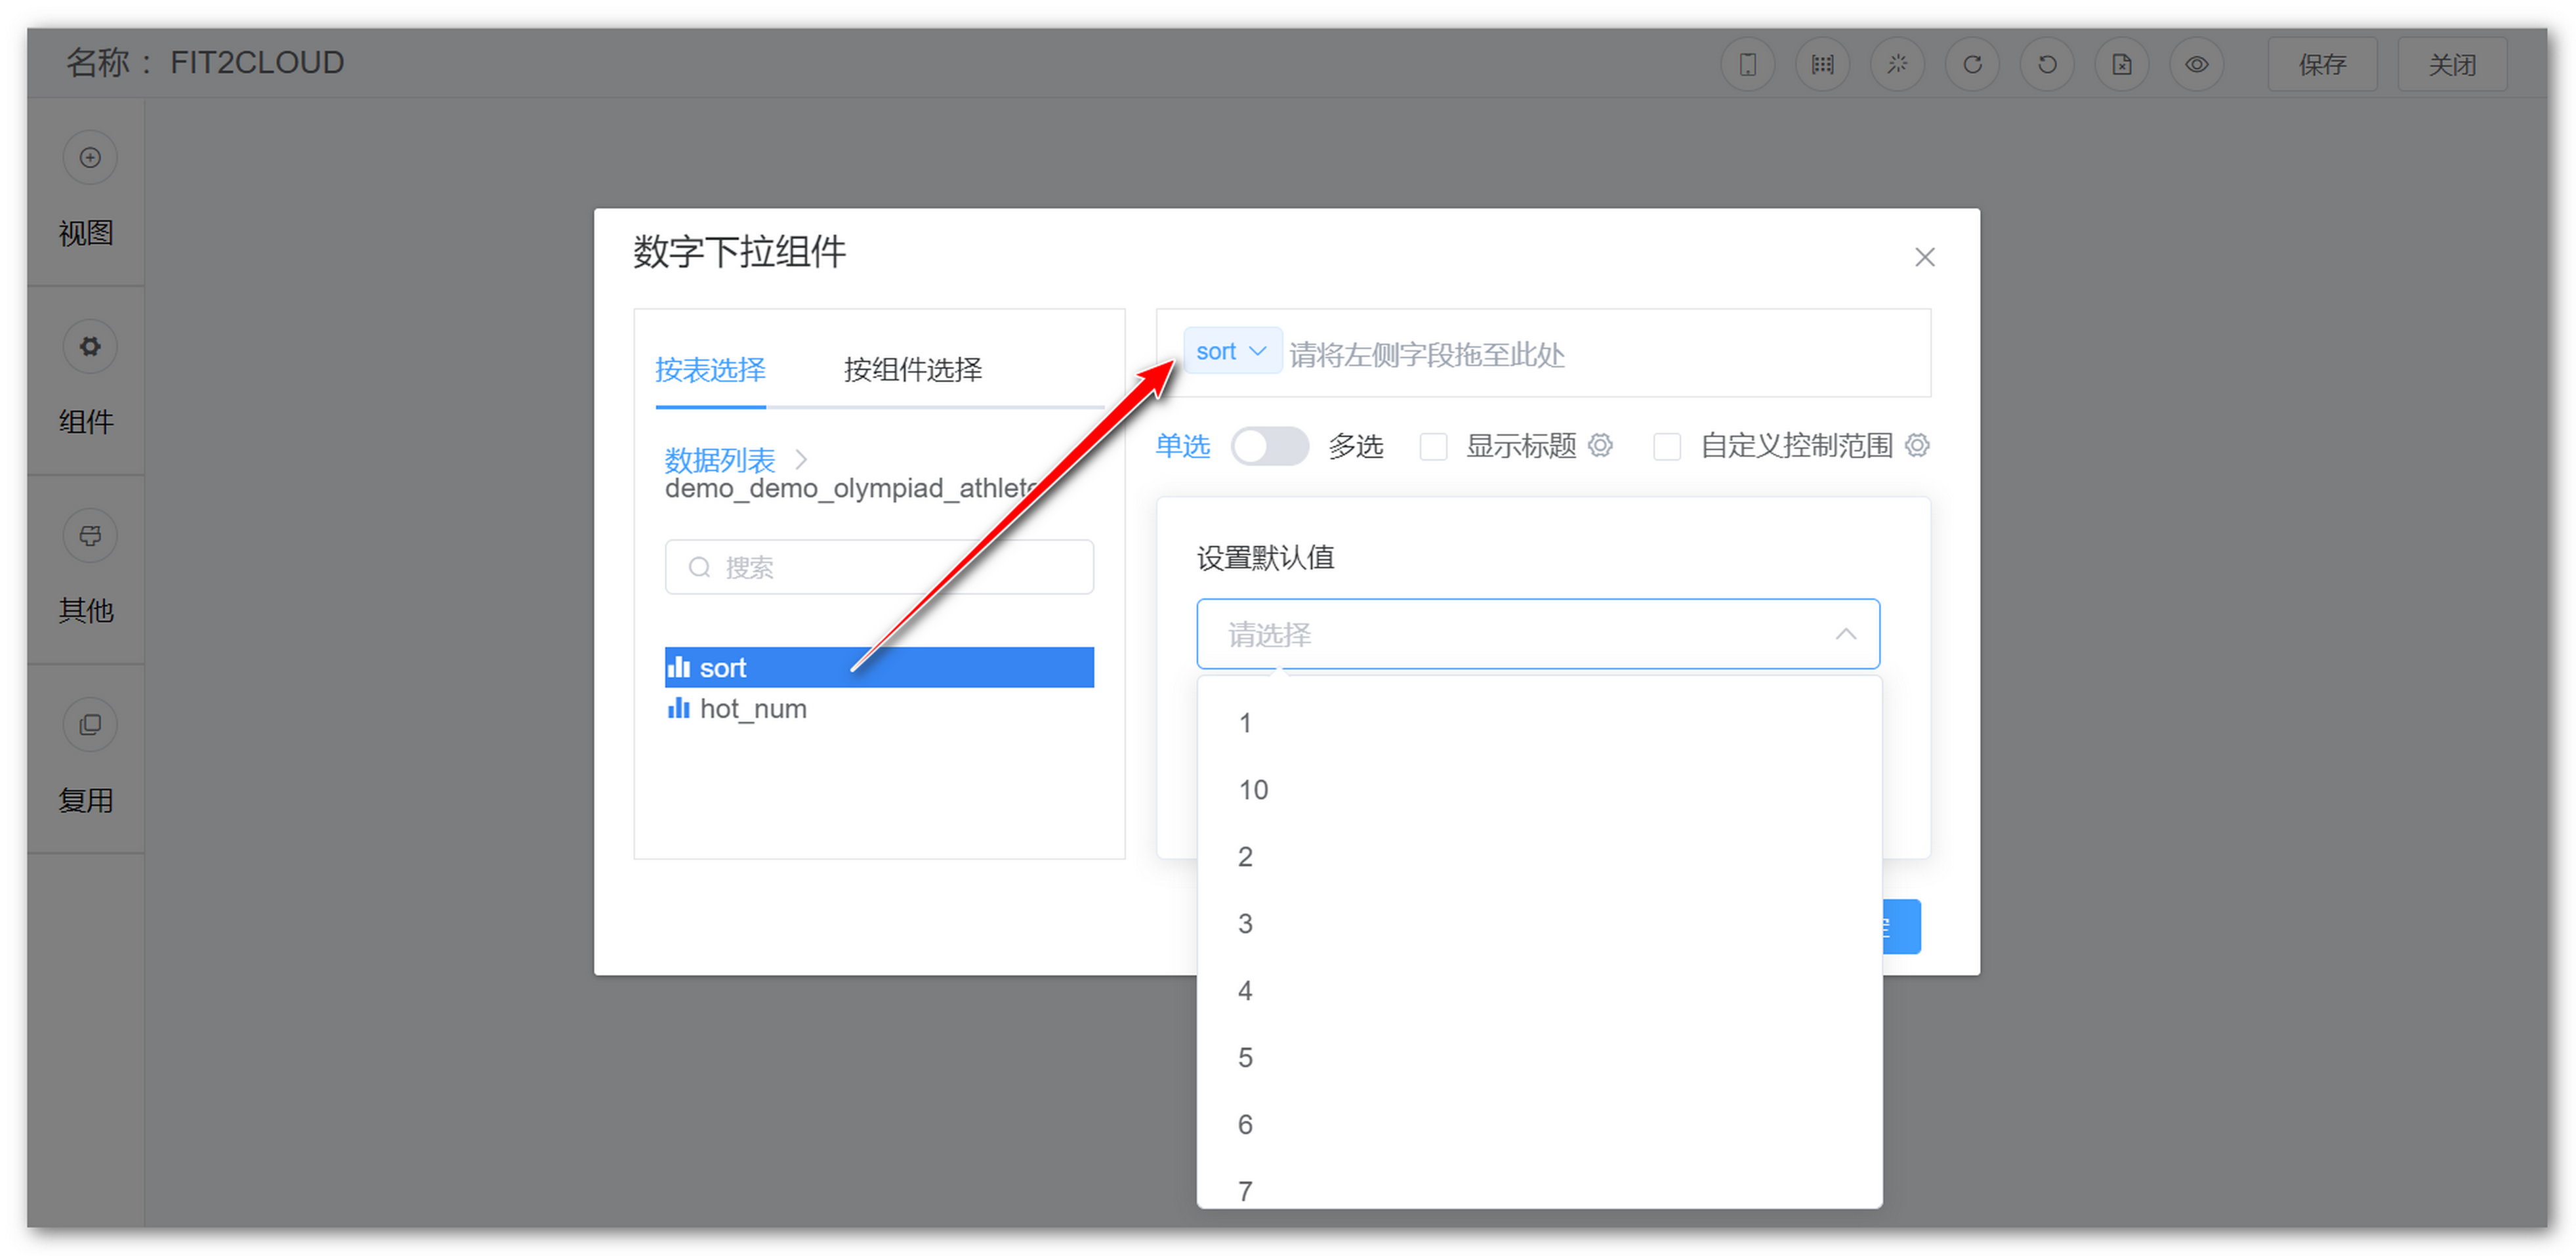 名称： FIT2CLOUD
保存
关闭
视图
组件
其他
复用
数字下拉组件
按表选择
按组件选择
数据列表
demo_demo_olympiad_athlete
搜索
sort
hot_num
sort
请将左侧字段拖至此处
单选
多选
显示标题
自定义控制范围
设置默认值
请选择
1
10
2
3
4
5
6
7